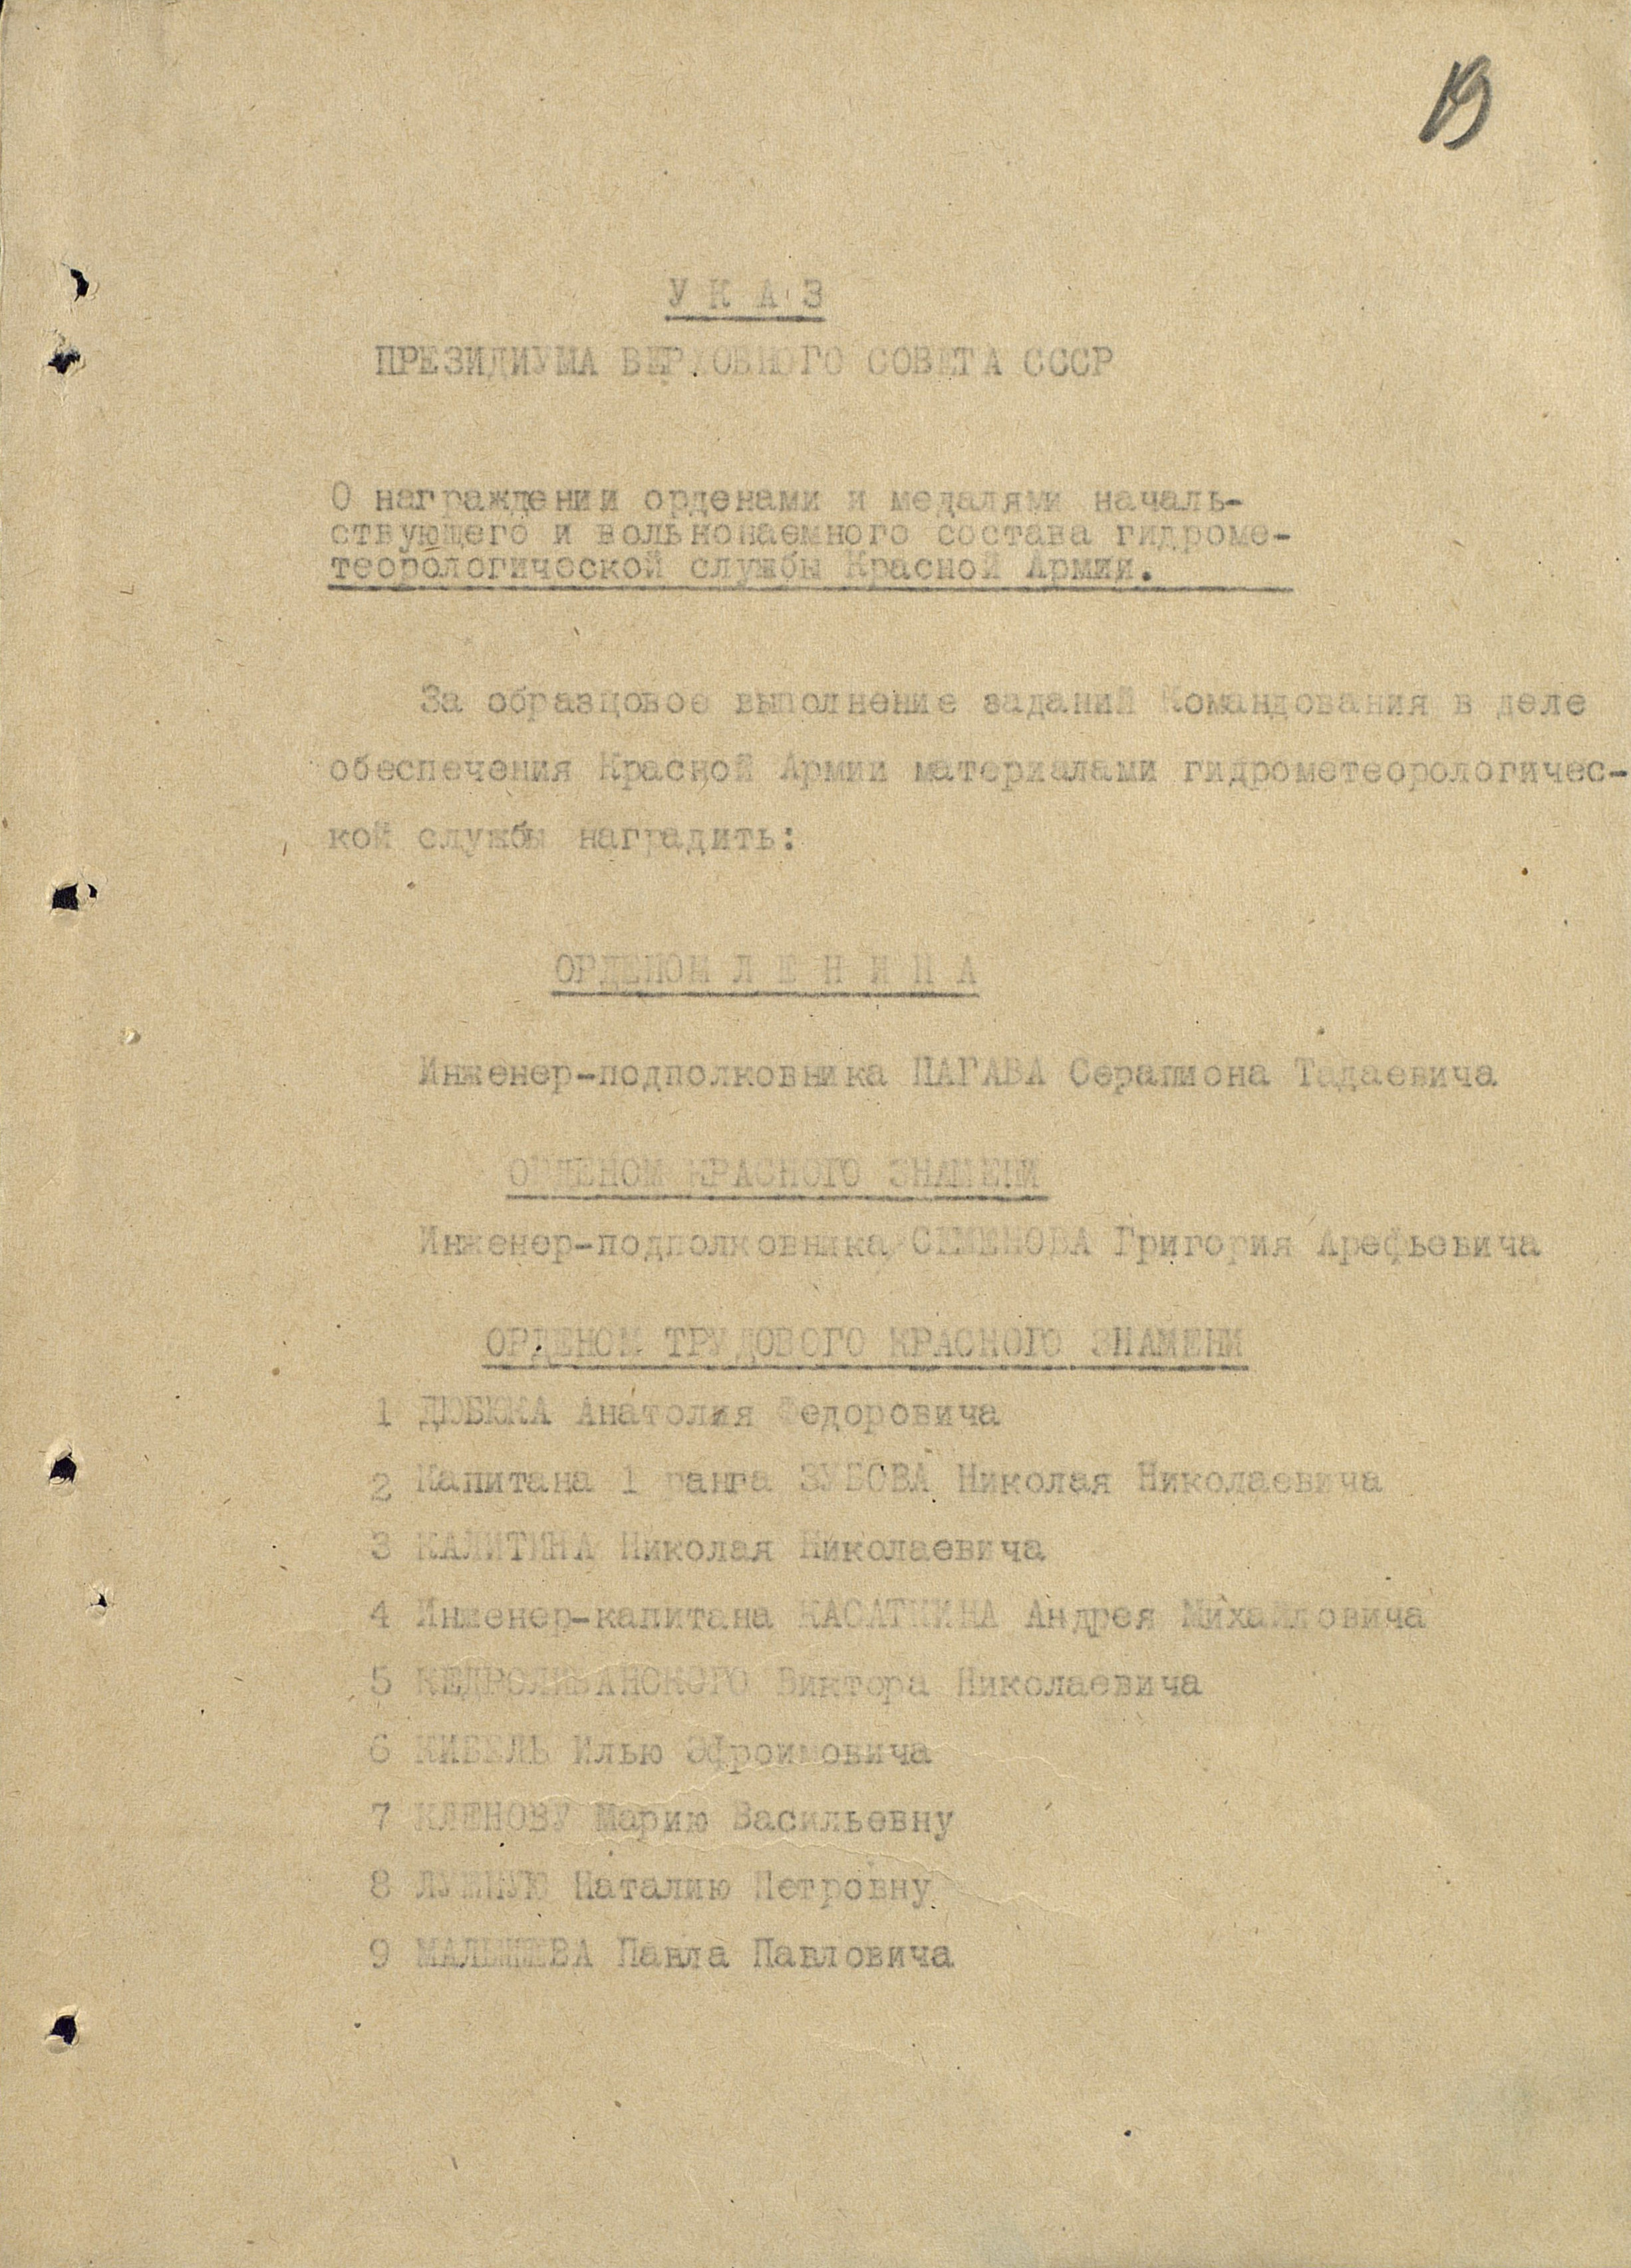 19
У К А З
ПРЕЗИДИУМА ВЕРХОВНОГО СОВЕТА СССР
О награждении орденами и медалями началь-
ствующего и вольнонаемного состава гидроме-
теорологической службы Красной Армии.
За образцовое выполнение заданий Командования в деле
обеспечения Красной Армии материалами гидрометеорологичес-
кой службы наградить:
ОРДЕНОМ Л Е Н И Н А
Инженер-подполковника ПАГАВА Серапиона Тадаевича
ОРДЕНОМ КРАСНОГО ЗНАМЕНИ
Инженер-подполковника СЕМЕНОВА Григория Арефьевича
ОРДЕНОМ ТРУДОВОГО КРАСНОГО ЗНАМЕНИ
1 ДЮБЮКА Анатолия Федоровича
2 Капитана 1 ранга ЗУБОВА Николая Николаевича
3 КАЛИТИНА Николая Николаевича
4 Инженер-капитана КАСАТКИНА Андрея Михайловича
5 КЕДРОЛИВАНСКОГО Виктора Николаевича
6 КИБЕЛЬ Илью Эфроимовича
7 КЛЕНОВУ Марию Васильевну
8 Наталию Петровну
9 МАЛЫШЕВА Павла Павловича